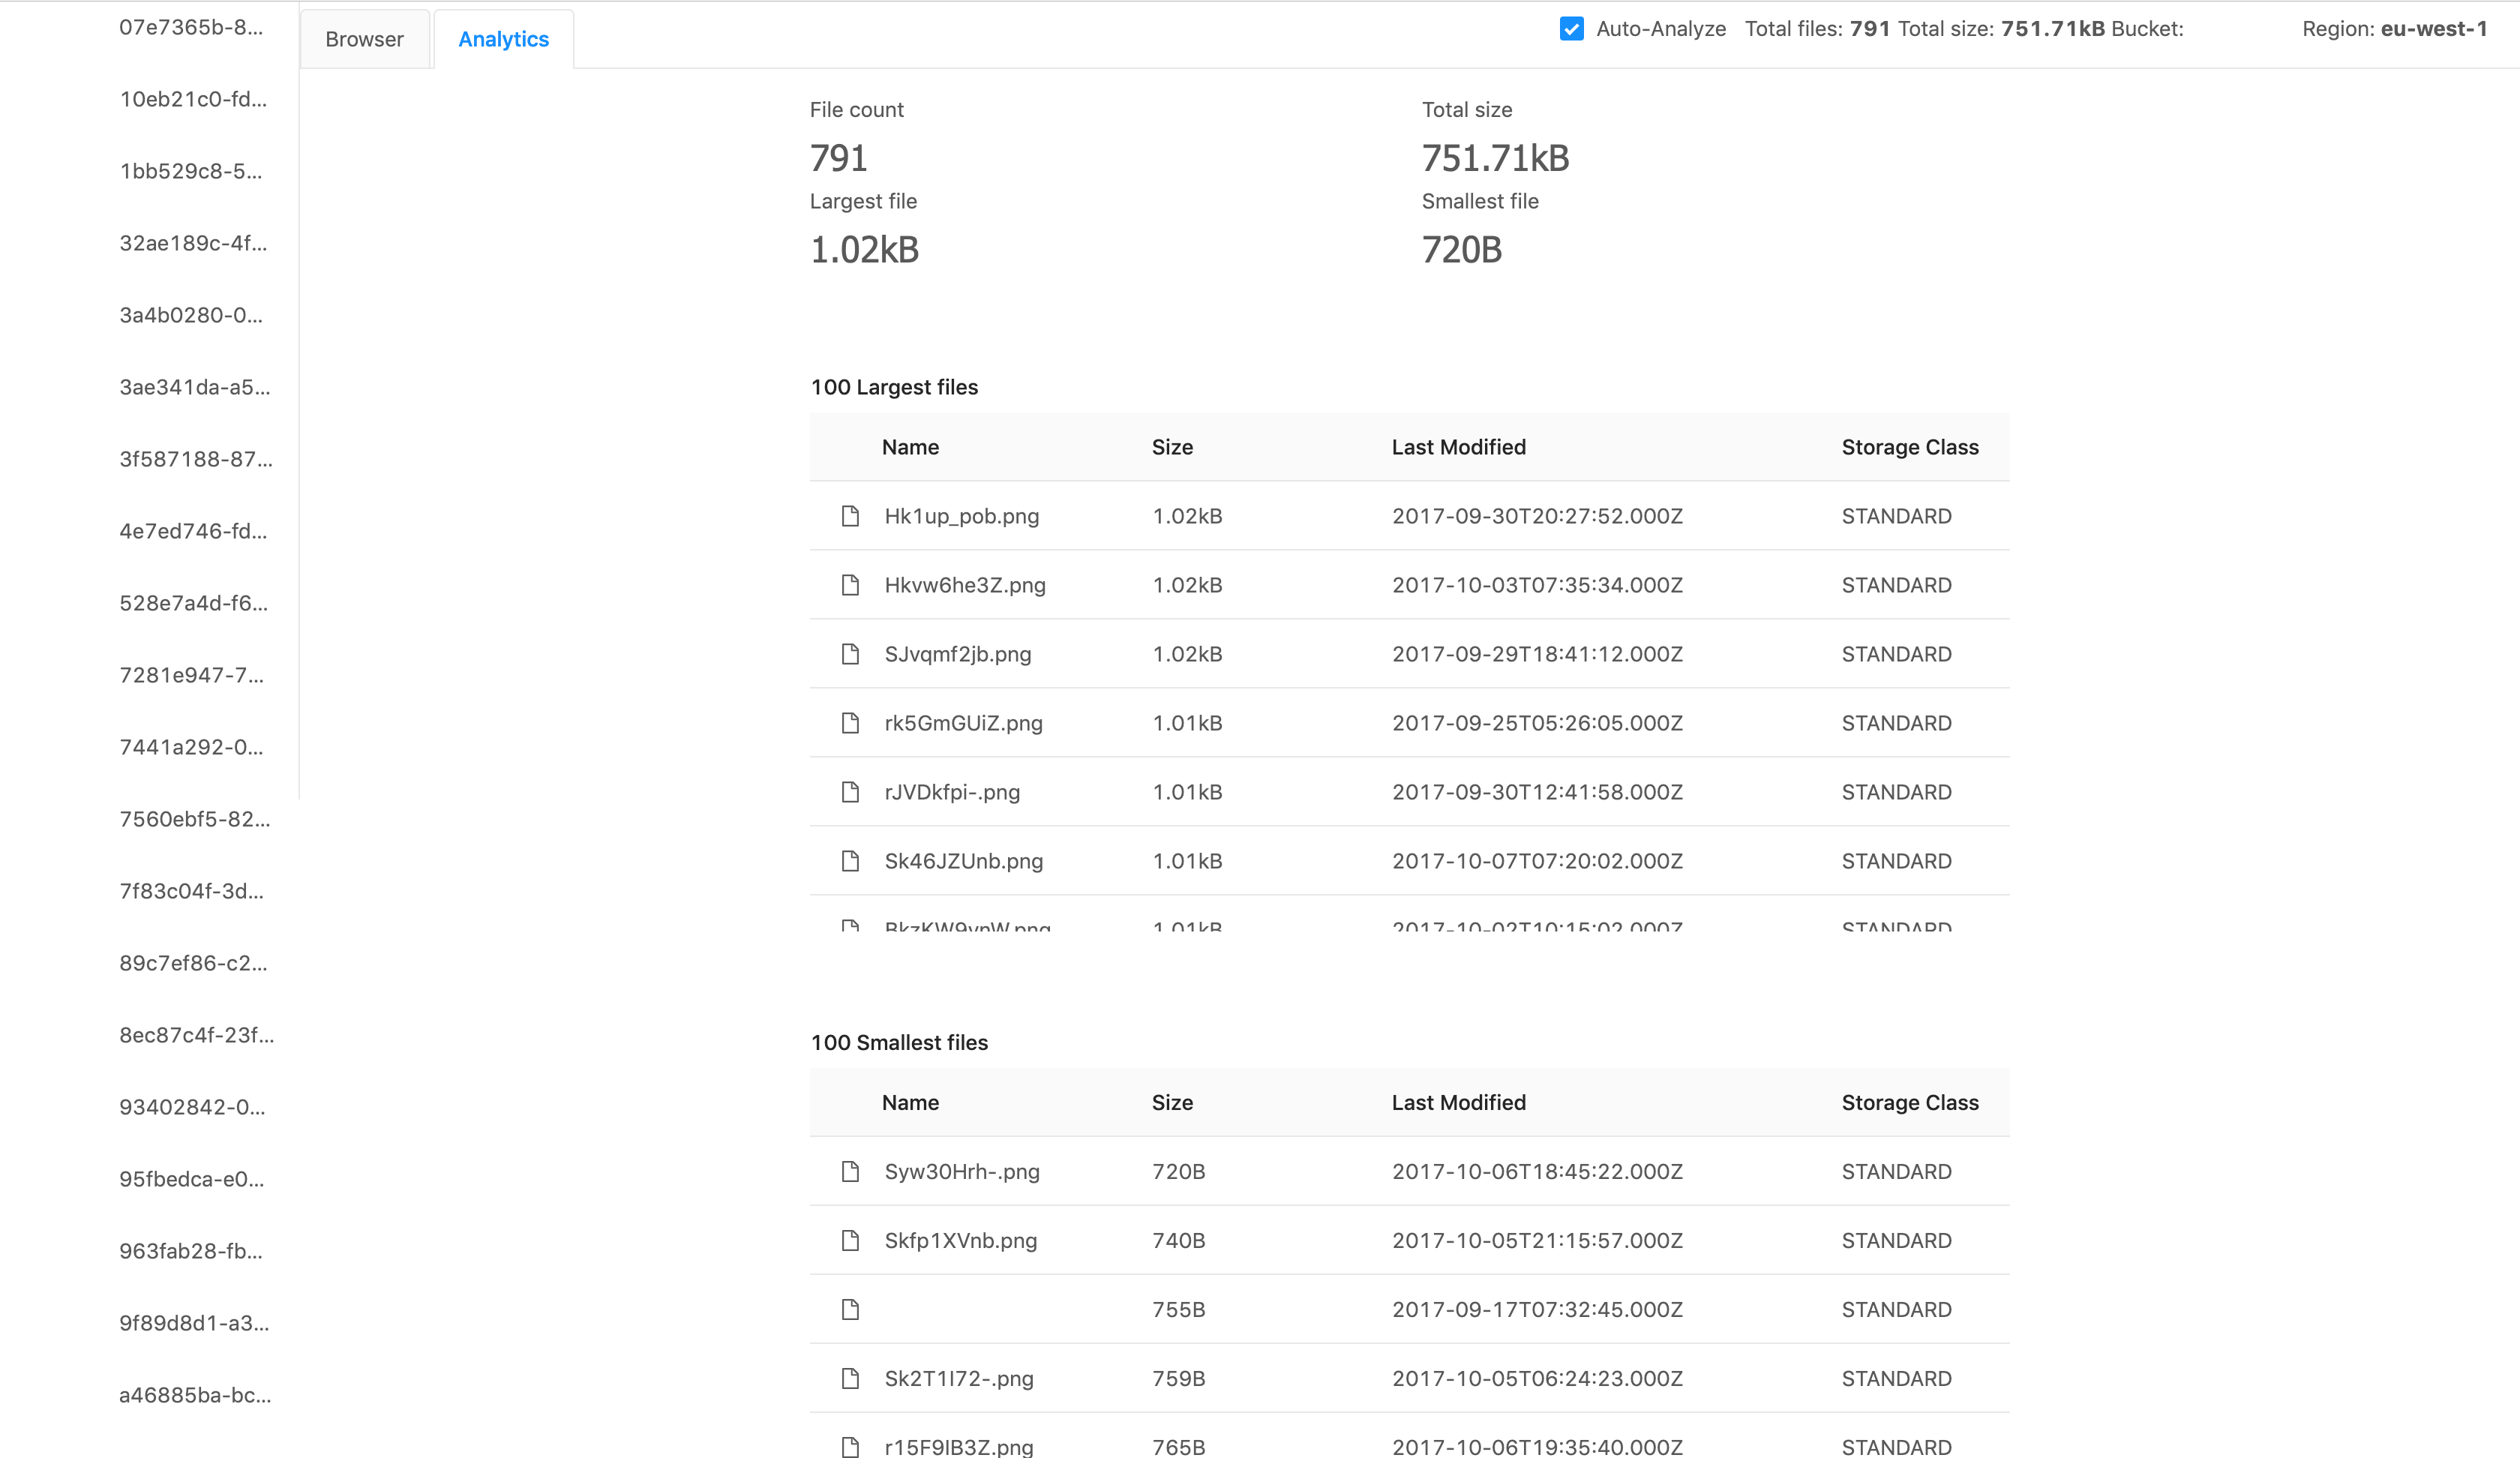 07e7365b-8...
10eb21c0-fd...
1bb529c8-5...
32ae189c-4f...
3a4b0280-0...
3ae341da-a5...
3f587188-87...
4e7ed746-fd...
528e7a4d-f6...
7281e947-7...
7441a292-0...
7560ebf5-82...
7f83c04f-3d...
89c7ef86-c2...
8ec87c4f-23f...
93402842-0...
95fbedca-e0...
963fab28-fb...
9f89d8d1-a3...
a46885ba-bc...
Browser Analytics
Auto-Analyze Total files: 791 Total size: 751.71kB Bucket: Region: eu-west-1
File count Total size
791 751.71kB
Largest file Smallest file
1.02kB 720B
100 Largest files
Name Size Last Modified Storage Class
Hk1up_pob.png 1.02kB 2017-09-30T20:27:52.000Z STANDARD
Hkvw6he3Z.png 1.02kB 2017-10-03T07:35:34.000Z STANDARD
SJvqmf2jb.png 1.02kB 2017-09-29T18:41:12.000Z STANDARD
rk5GmGUiZ.png 1.01kB 2017-09-25T05:26:05.000Z STANDARD
rJVDkfpi-.png 1.01kB 2017-09-30T12:41:58.000Z STANDARD
Sk46JZUnb.png 1.01kB 2017-10-07T07:20:02.000Z STANDARD
1.01kB 2017-10-02T10:15:02.000Z STANDARD
100 Smallest files
Name Size Last Modified Storage Class
Syw30Hrh-.png 720B 2017-10-06T18:45:22.000Z STANDARD
Skfp1XVnb.png 740B 2017-10-05T21:15:57.000Z STANDARD
755B 2017-09-17T07:32:45.000Z STANDARD
Sk2T1I72-.png 759B 2017-10-05T06:24:23.000Z STANDARD
r15F9IB3Z.png 765B 2017-10-06T19:35:40.000Z STANDARD